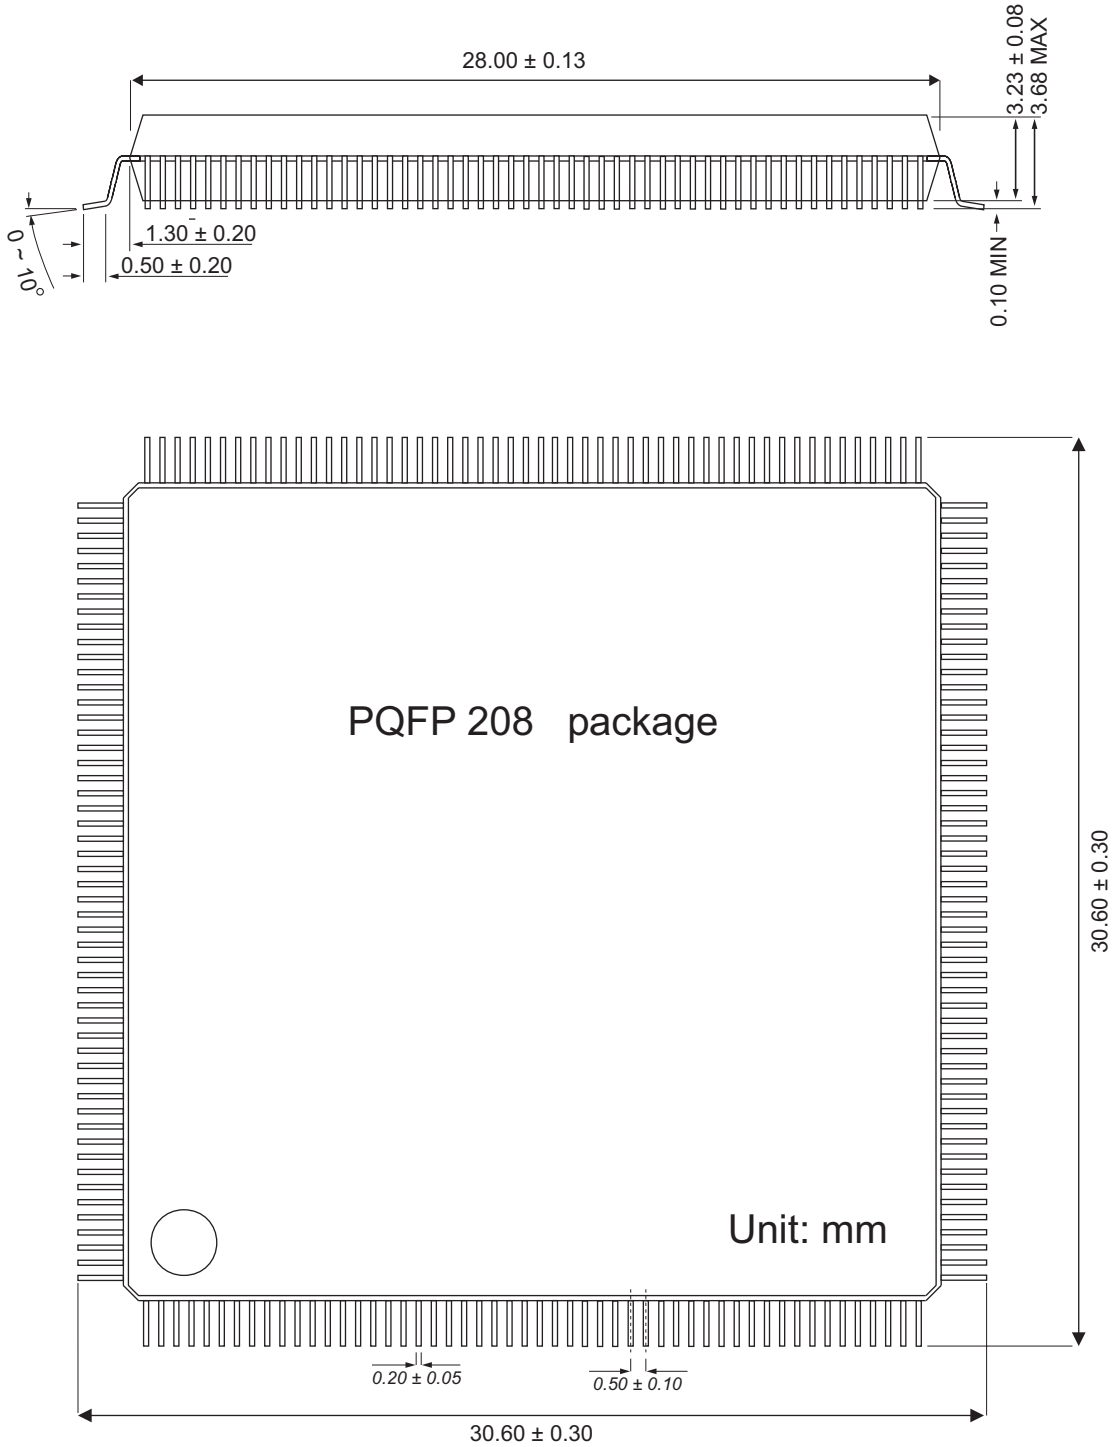 28.00 ± 0.13
3.23 ± 0.08
3.68 MAX
1.30 ± 0.20
0.50 ± 0.20
0 ~ 10°
0.10 MIN
PQFP 208 package
30.60 ± 0.30
Unit: mm
0.20 ± 0.05
0.50 ± 0.10
30.60 ± 0.30